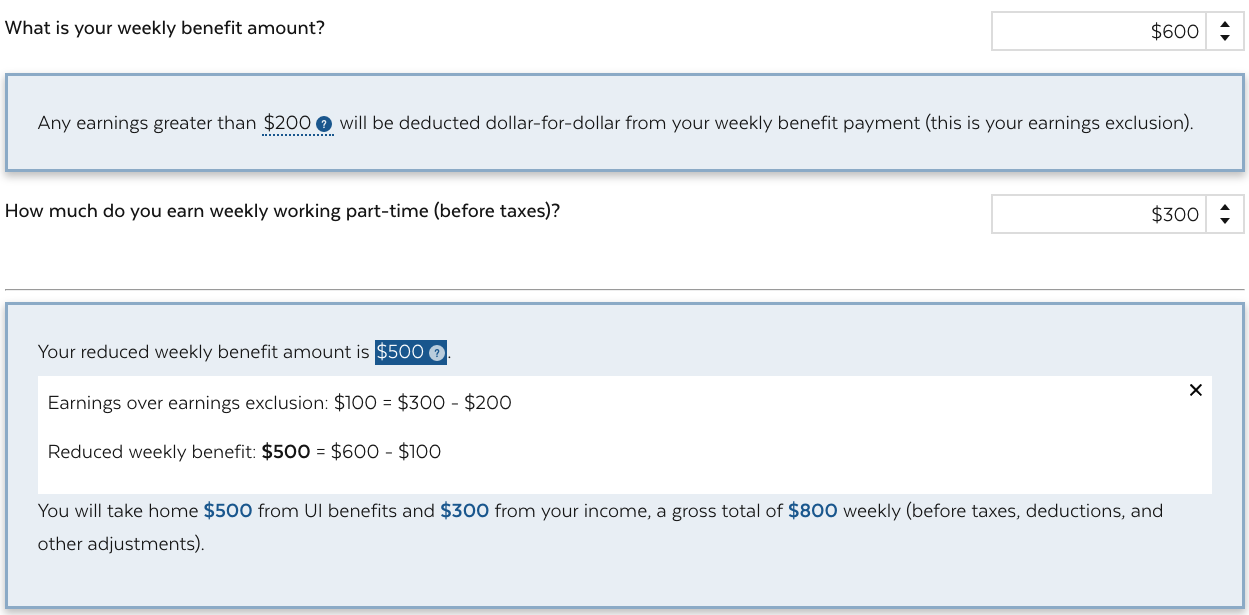 What is your weekly benefit amount?
$600
Any earnings greater than $200 ? will be deducted dollar-for-dollar from your weekly benefit payment (this is your earnings exclusion).
How much do you earn weekly working part-time (before taxes)?
$300
Your reduced weekly benefit amount is $500 ?.
Earnings over earnings exclusion: $100 = $300 - $200
Reduced weekly benefit: $500 = $600 - $100
You will take home $500 from UI benefits and $300 from your income, a gross total of $800 weekly (before taxes, deductions, and
other adjustments).